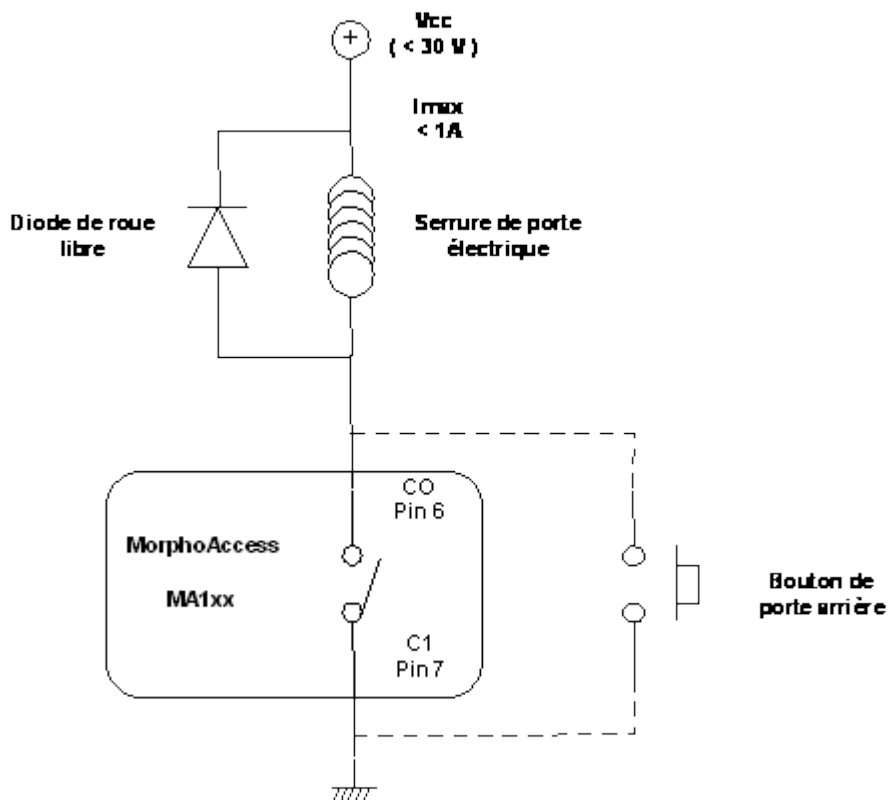 Vcc
( < 30 V )
Imax
< 1A
Diode de roue
libre
Serrure de porte
électrique
CO
Pin 6
MorphoAccess
MA1xx
C1
Pin 7
Bouton de
porte arrière